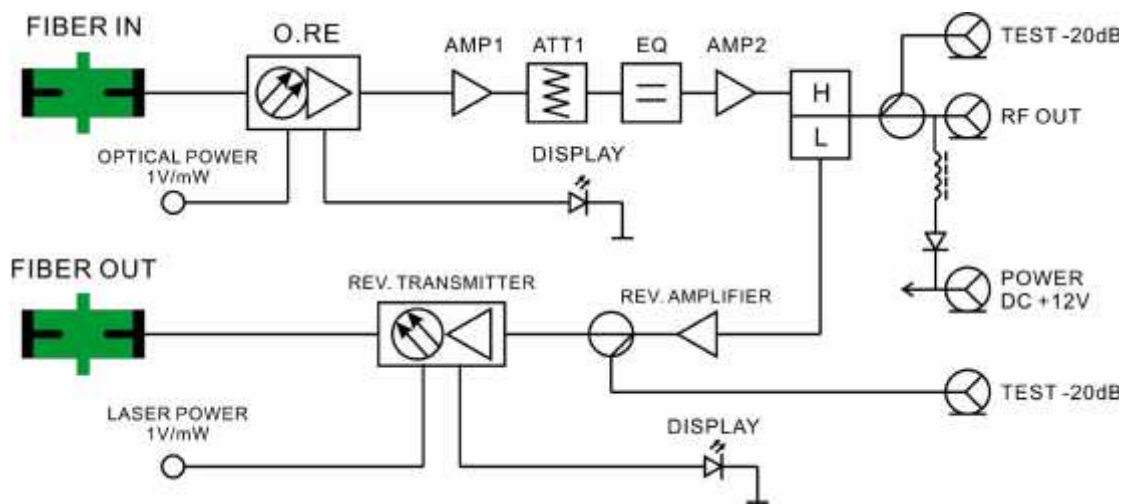 FIBER IN
O.RE
AMP1
ATT1
EQ
AMP2
TEST -20dB
H
L
RF OUT
OPTICAL POWER
1V/mW
DISPLAY
FIBER OUT
REV. TRANSMITTER
REV. AMPLIFIER
POWER
DC +12V
LASER POWER
1V/mW
DISPLAY
TEST -20dB